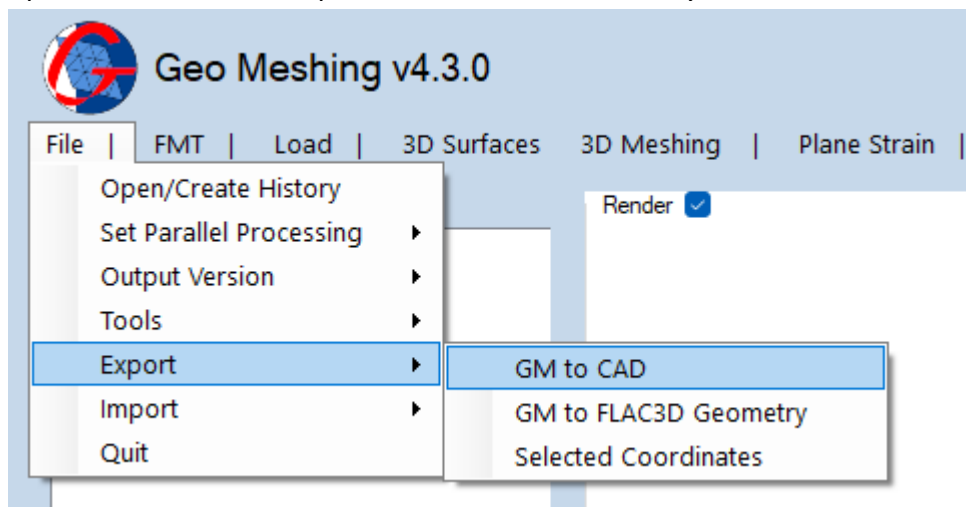 Geo Meshing v4.3.0
File | FMT | Load | 3D Surfaces 3D Meshing | Plane Strain |
Open/Create History
Render
Set Parallel Processing
Output Version
Tools
Export
GM to CAD
Import
GM to FLAC3D Geometry
Quit
Selected Coordinates